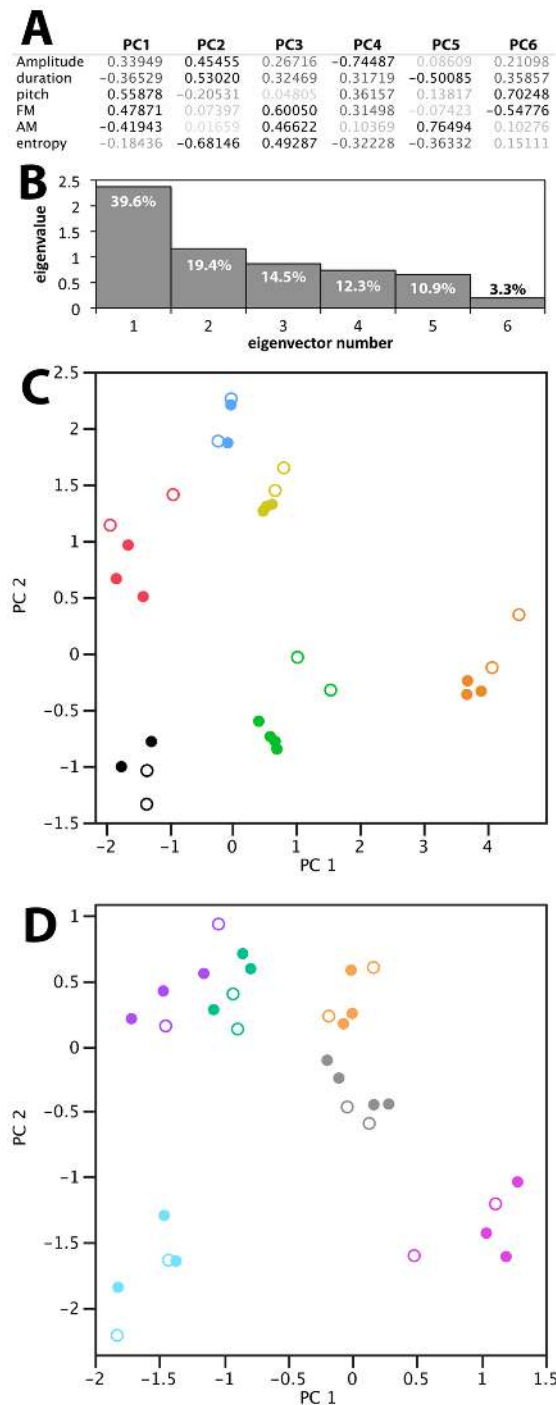 A
PC1 PC2 PC3 PC4 PC5 PC6
Amplitude 0.33949 0.45455 0.26716 −0.74487 0.08609 0.21098
duration −0.36529 0.53020 0.32469 0.31719 −0.50085 0.35857
pitch 0.55878 −0.20531 0.04805 0.36157 0.13817 0.70248
FM 0.47871 0.07397 0.60050 0.31498 −0.07423 −0.54776
AM −0.41943 0.01659 0.46622 0.10369 0.76494 0.10276
entropy −0.18436 −0.68146 0.49287 −0.32228 −0.36332 0.15111
B
eigenvalue
2.5
2
1.5
1
0.5
0
39.6% 19.4% 14.5% 12.3% 10.9% 3.3%
1 2 3 4 5 6
eigenvector number
C
PC 2
2.5
2
1.5
1
0.5
0
−0.5
−1
−1.5
−2 −1 0 1 2 3 4
PC 1
D
PC 2
1
0.5
0
−0.5
−1
−1.5
−2
−2 −1.5 −1 −0.5 0 0.5 1 1.5
PC 1